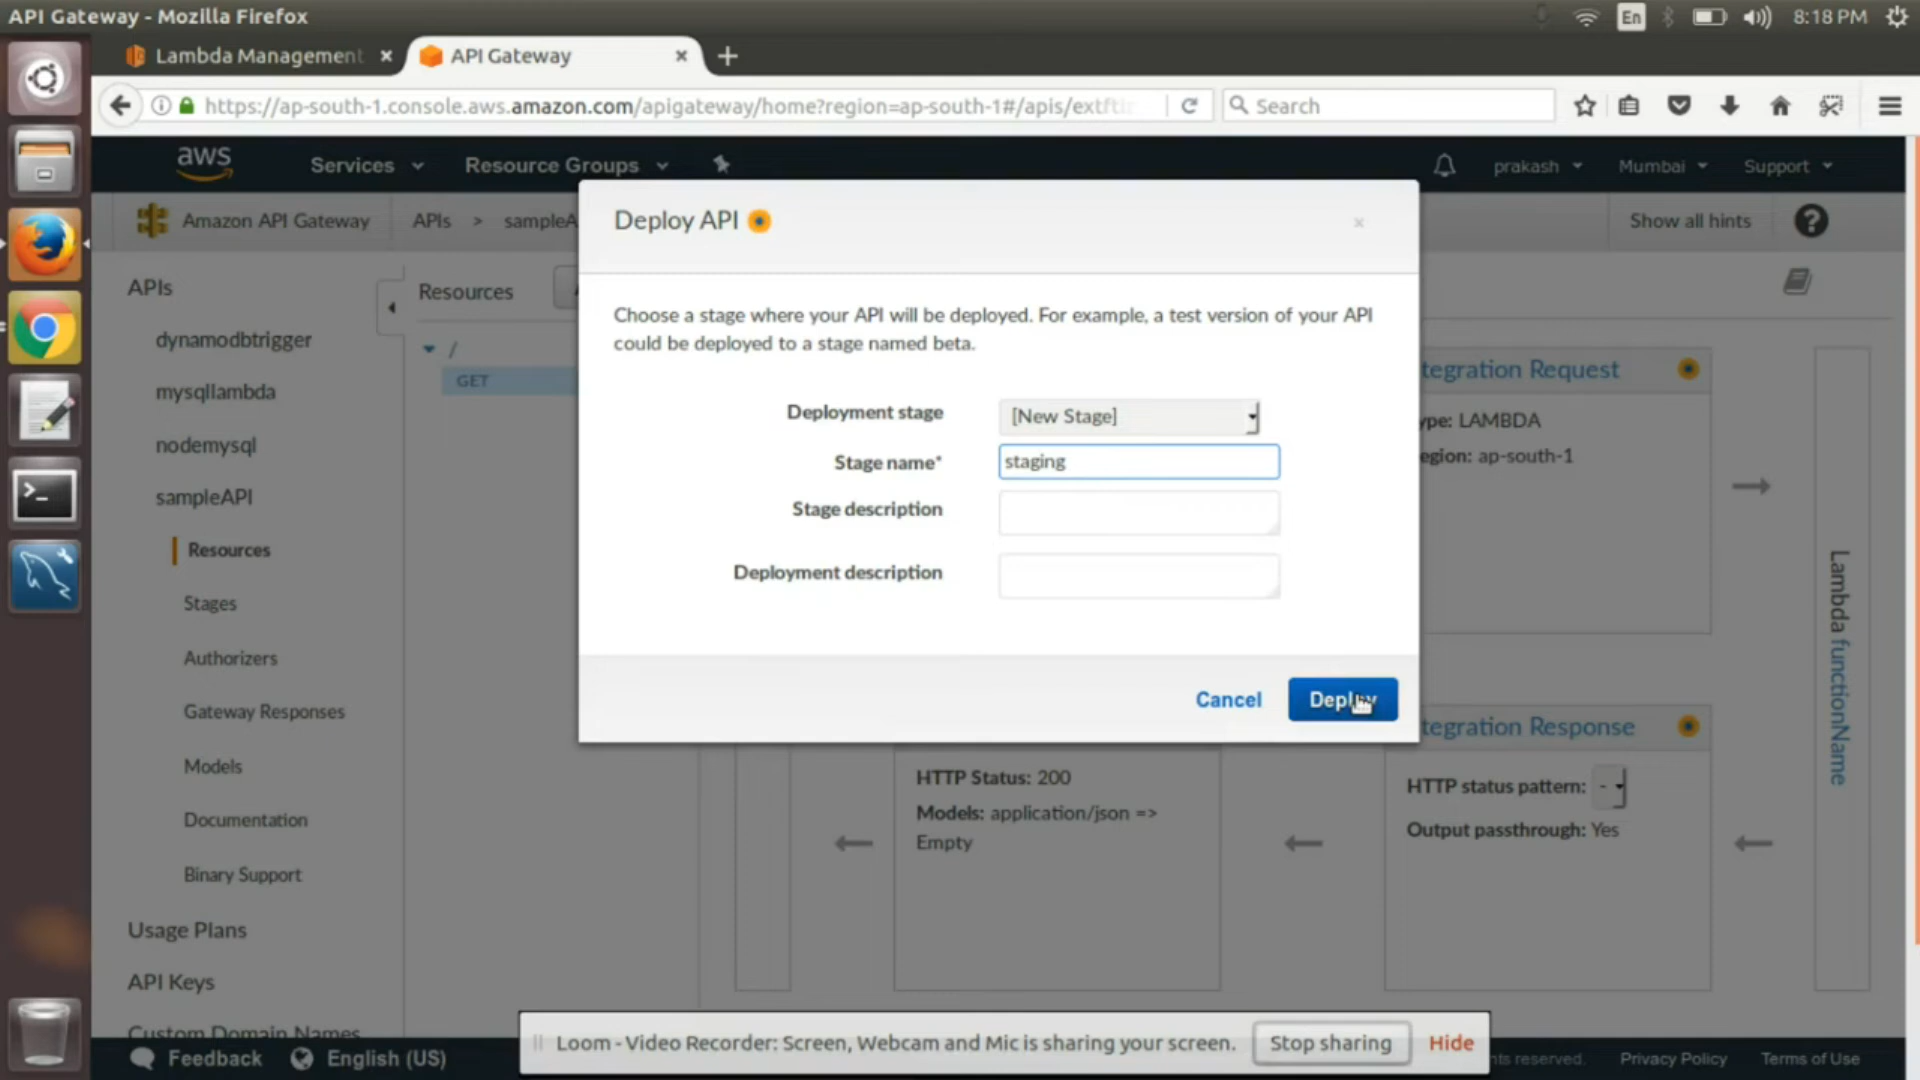 API Gateway - Mozilla Firefox
En
8:18 PM
Lambda Management
API Gateway
https://ap-south-1.console.aws.amazon.com/apigateway/home?region=ap-south-1#/apis/extfti
Search
aws
Services
Resource Groups
prakash
Mumbai
Support
Amazon API Gateway
APIs > sampleA
Show all hints
?
Deploy API
Choose a stage where your API will be deployed. For example, a test version of your API
could be deployed to a stage named beta.
Deployment stage
[New Stage]
Stage name*
staging
Stage description
Deployment description
Cancel
Deploy
APIs
dynamodbtrigger
mysqllambda
nodemysql
sampleAPI
Resources
Stages
Authorizers
Gateway Responses
Models
Documentation
Binary Support
Usage Plans
API Keys
Custom Domain Names
Resources
/
GET
tegration Request
ype: LAMBDA
egion: ap-south-1
Lambda functionName
HTTP Status: 200
Models: application/json =>
Empty
tegration Response
HTTP status pattern: -
Output passthrough: Yes
Feedback
English (US)
Loom - Video Recorder: Screen, Webcam and Mic is sharing your screen.
Stop sharing
Hide
hts reserved.
Privacy Policy
Terms of Use